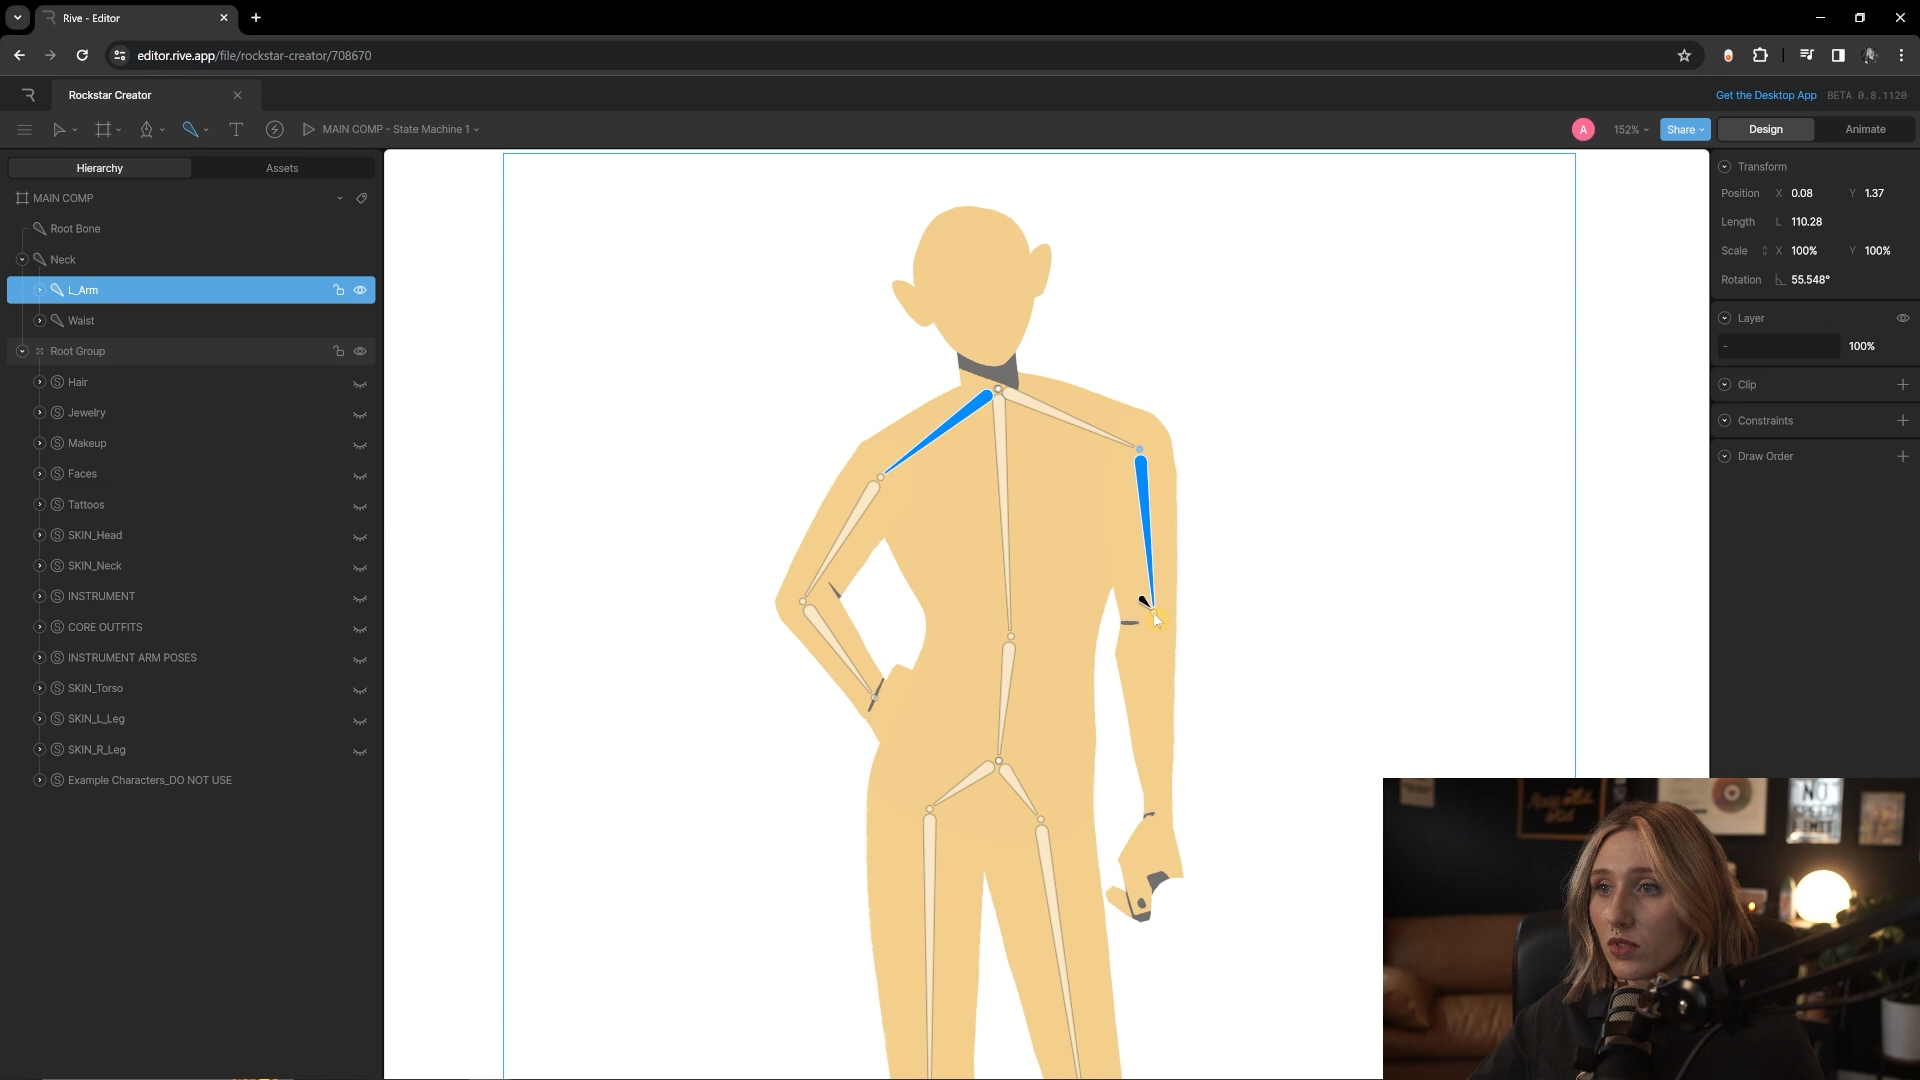 Rive - Editor
editor.rive.app/file/rockstar-creator/708670
Rockstar Creator
Get the Desktop App BETA 0.8.1120
MAIN COMP - State Machine 1
A 152% Share Design Animate
Hierarchy Assets
MAIN COMP
Root Bone
Neck
L_Arm
Waist
Root Group
Hair
Jewelry
Makeup
Faces
Tattoos
SKIN_Head
SKIN_Neck
INSTRUMENT
CORE OUTFITS
INSTRUMENT ARM POSES
SKIN_Torso
SKIN_L_Leg
SKIN_R_Leg
Example Characters_DO NOT USE
Transform
Position X 0.08 Y 1.37
Length L 110.28
Scale X 100% Y 100%
Rotation 55.548°
Layer
- 100%
Clip
Constraints
Draw Order
NO